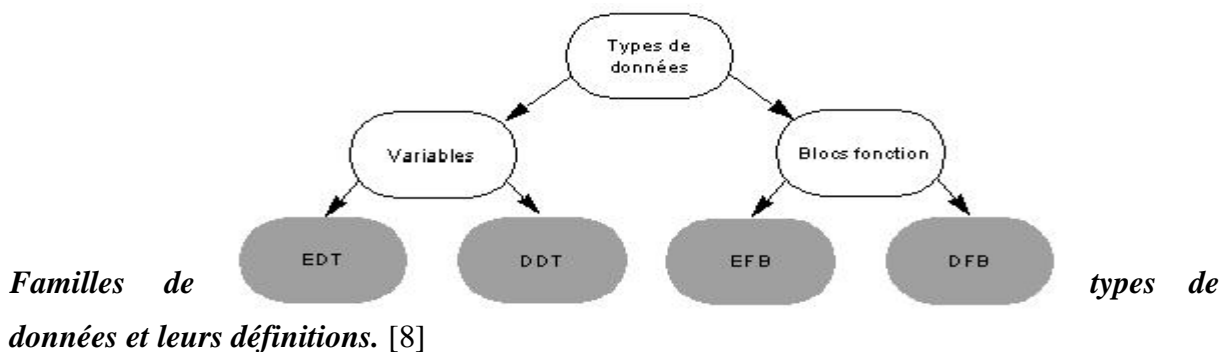 Types de
données
Variables
Blocs fonction
EDT
DDT
EFB
DFB
Familles de types de
données et leurs définitions. [8]